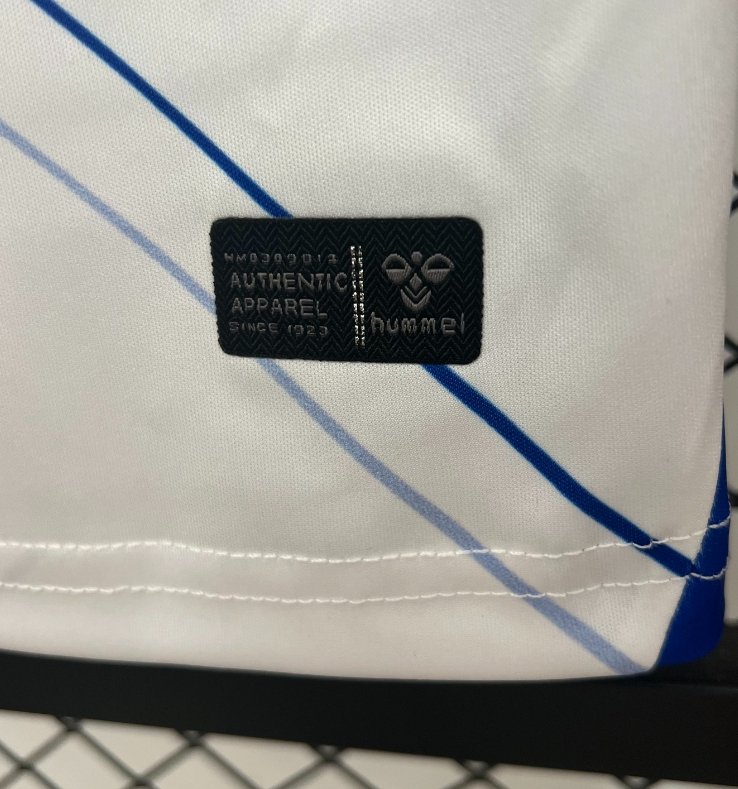 AUTHENTIC
APPAREL
SINCE 1923
hummel